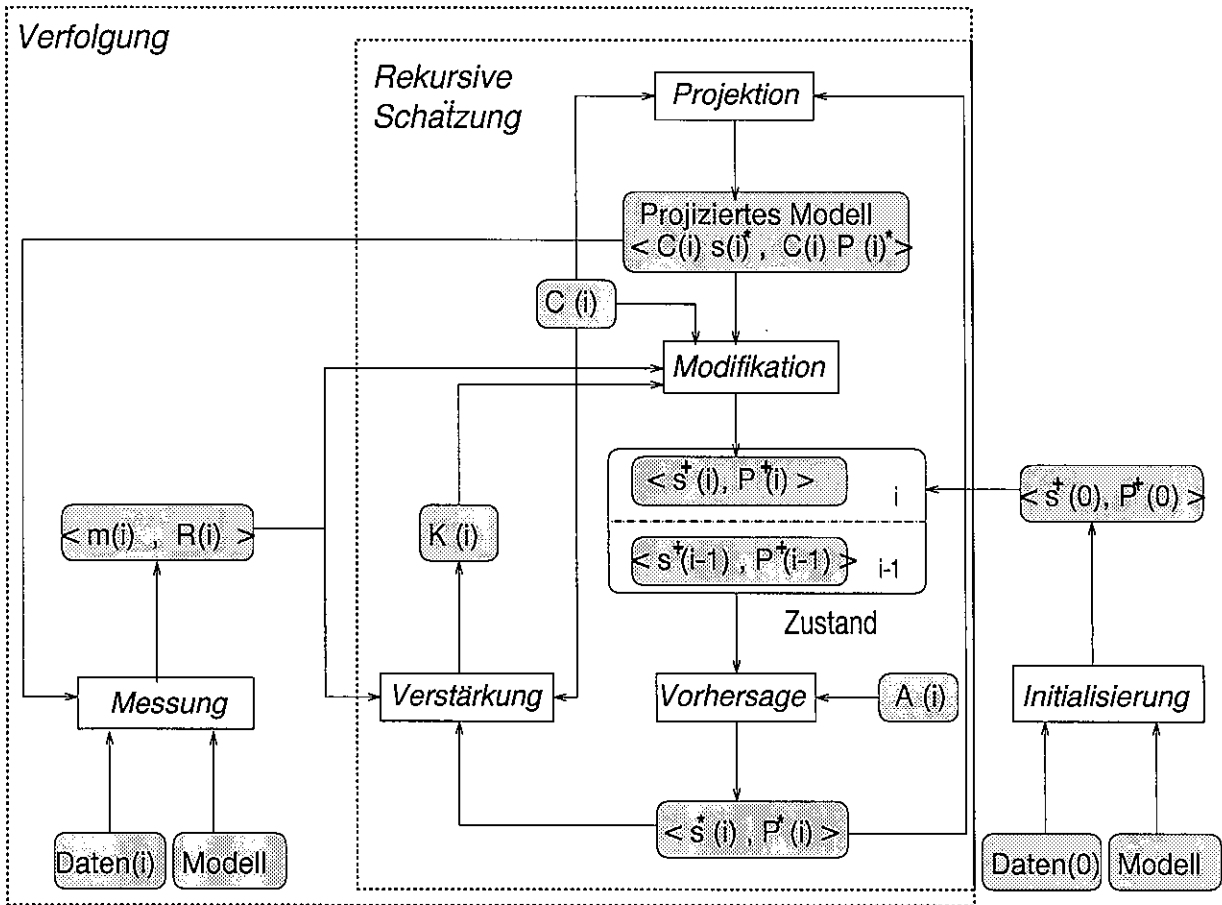 Verfolgung
Rekursive
Schätzung
Projektion
Projiziertes Modell
< C(i) s(i)* , C(i) P (i)* >
C (i)
Modifikation
< s⁺(i), P⁺(i) >
i
< s⁺(i-1) , P⁺(i-1) >
i-1
Zustand
< s⁺(0), P⁺(0) >
< m(i) , R(i) >
K (i)
Messung
Verstärkung
Vorhersage
A (i)
Initialisierung
< s*(i) , P*(i) >
Daten(i)
Modell
Daten(0)
Modell